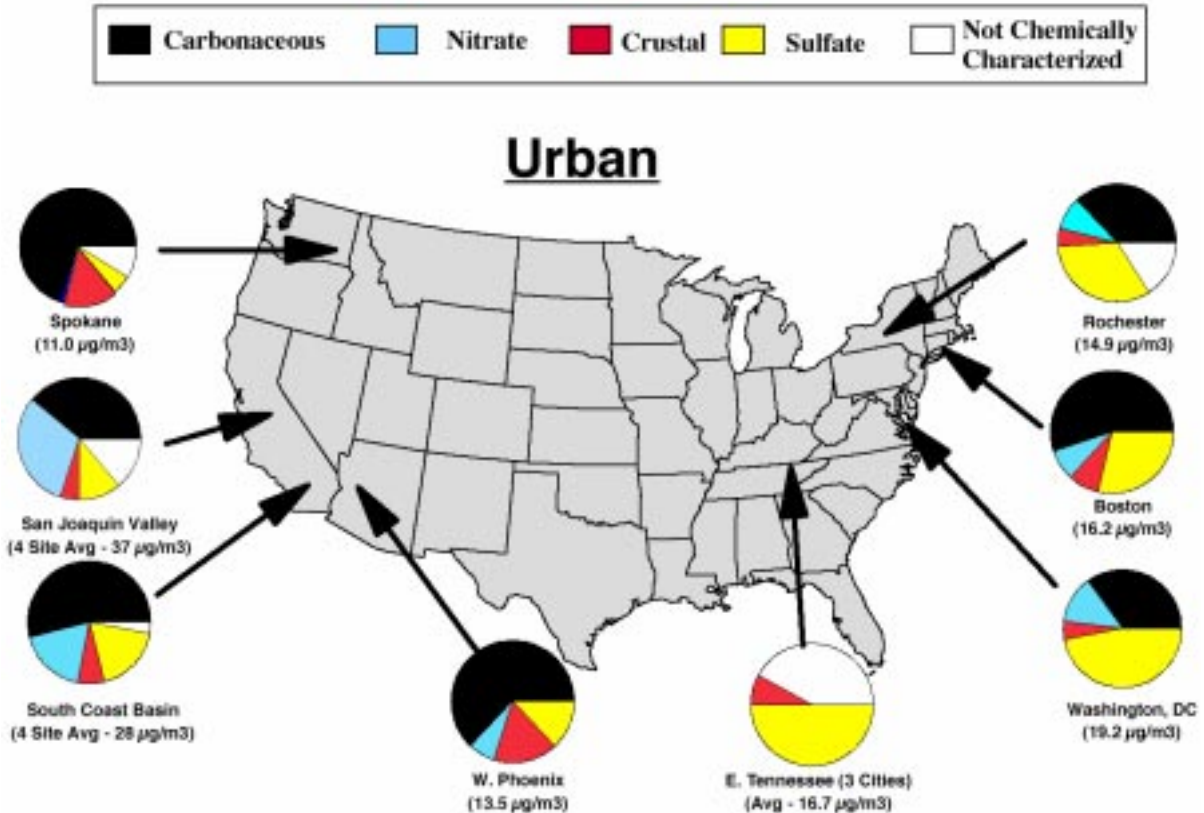 Carbonaceous Nitrate Crustal Sulfate Not Chemically
Characterized
Urban
Spokane
(11.0 µg/m3)
Rochester
(14.9 µg/m3)
San Joaquin Valley
(4 Site Avg - 37 µg/m3)
Boston
(16.2 µg/m3)
South Coast Basin
(4 Site Avg - 28 µg/m3)
Washington, DC
(19.2 µg/m3)
W. Phoenix
(13.5 µg/m3)
E. Tennessee (3 Cities)
(Avg - 16.7 µg/m3)